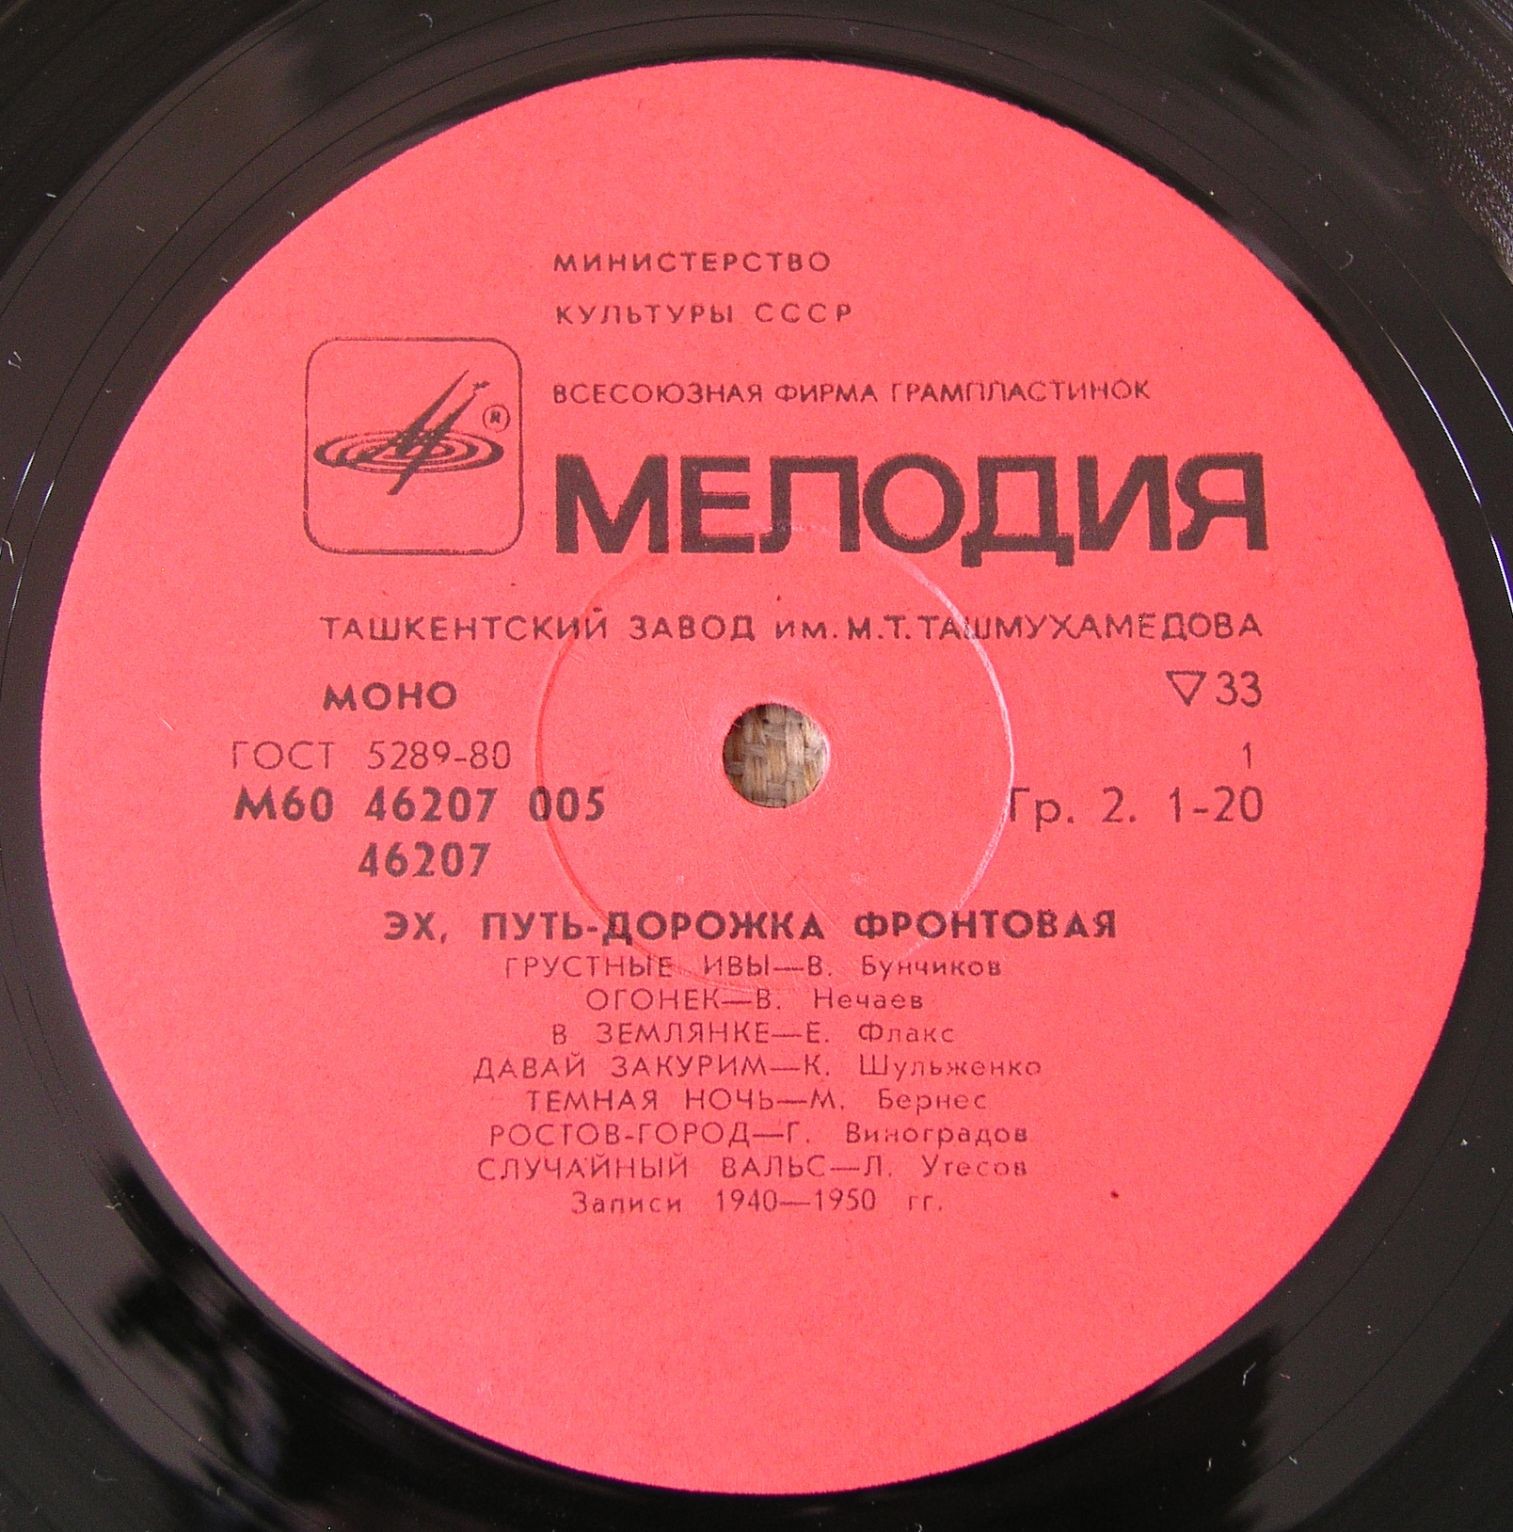 МИНИСТЕРСТВО
КУЛЬТУРЫ СССР
ВСЕСОЮЗНАЯ ФИРМА ГРАМПЛАСТИНОК
®
МЕЛОДИЯ
ТАШКЕНТСКИЙ ЗАВОД им. М.Т. ТАШМУХАМЕДОВА
МОНО ▽33
ГОСТ 5289-80 1
М60 46207 005 Гр. 2. 1-20
46207
ЭХ, ПУТЬ-ДОРОЖКА ФРОНТОВАЯ
ГРУСТНЫЕ ИВЫ—В. Бунчиков
ОГОНЕК—В. Нечаев
В ЗЕМЛЯНКЕ—Е. Флакс
ДАВАЙ ЗАКУРИМ—К. Шульженко
ТЕМНАЯ НОЧЬ—М. Бернес
РОСТОВ-ГОРОД—Г. Виноградов
СЛУЧАЙНЫЙ ВАЛЬС—Л. Утесов
Записи 1940—1950 гг.